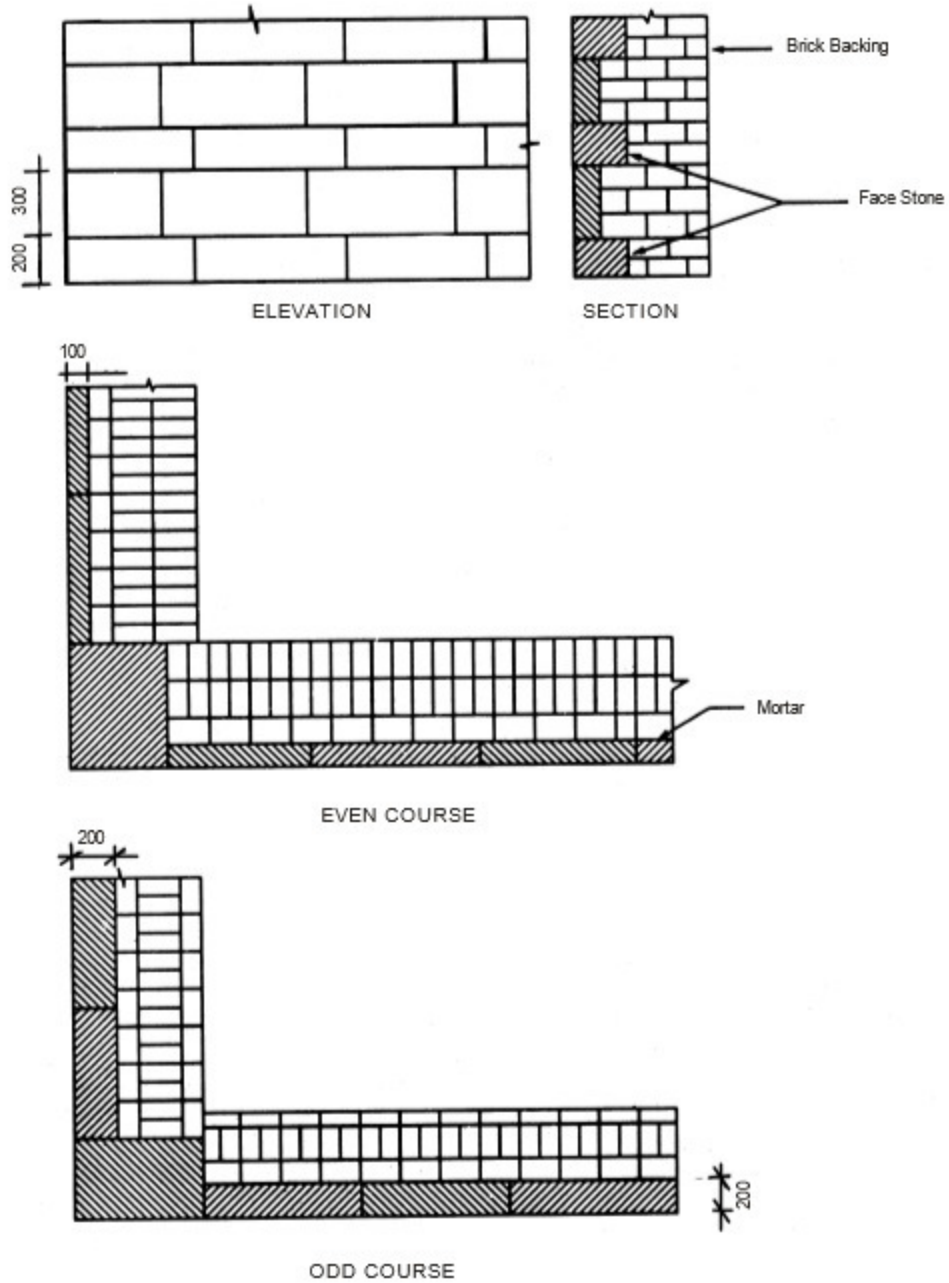 Brick Backing
Face Stone
300
200
ELEVATION
SECTION
100
Mortar
EVEN COURSE
200
200
ODD COURSE